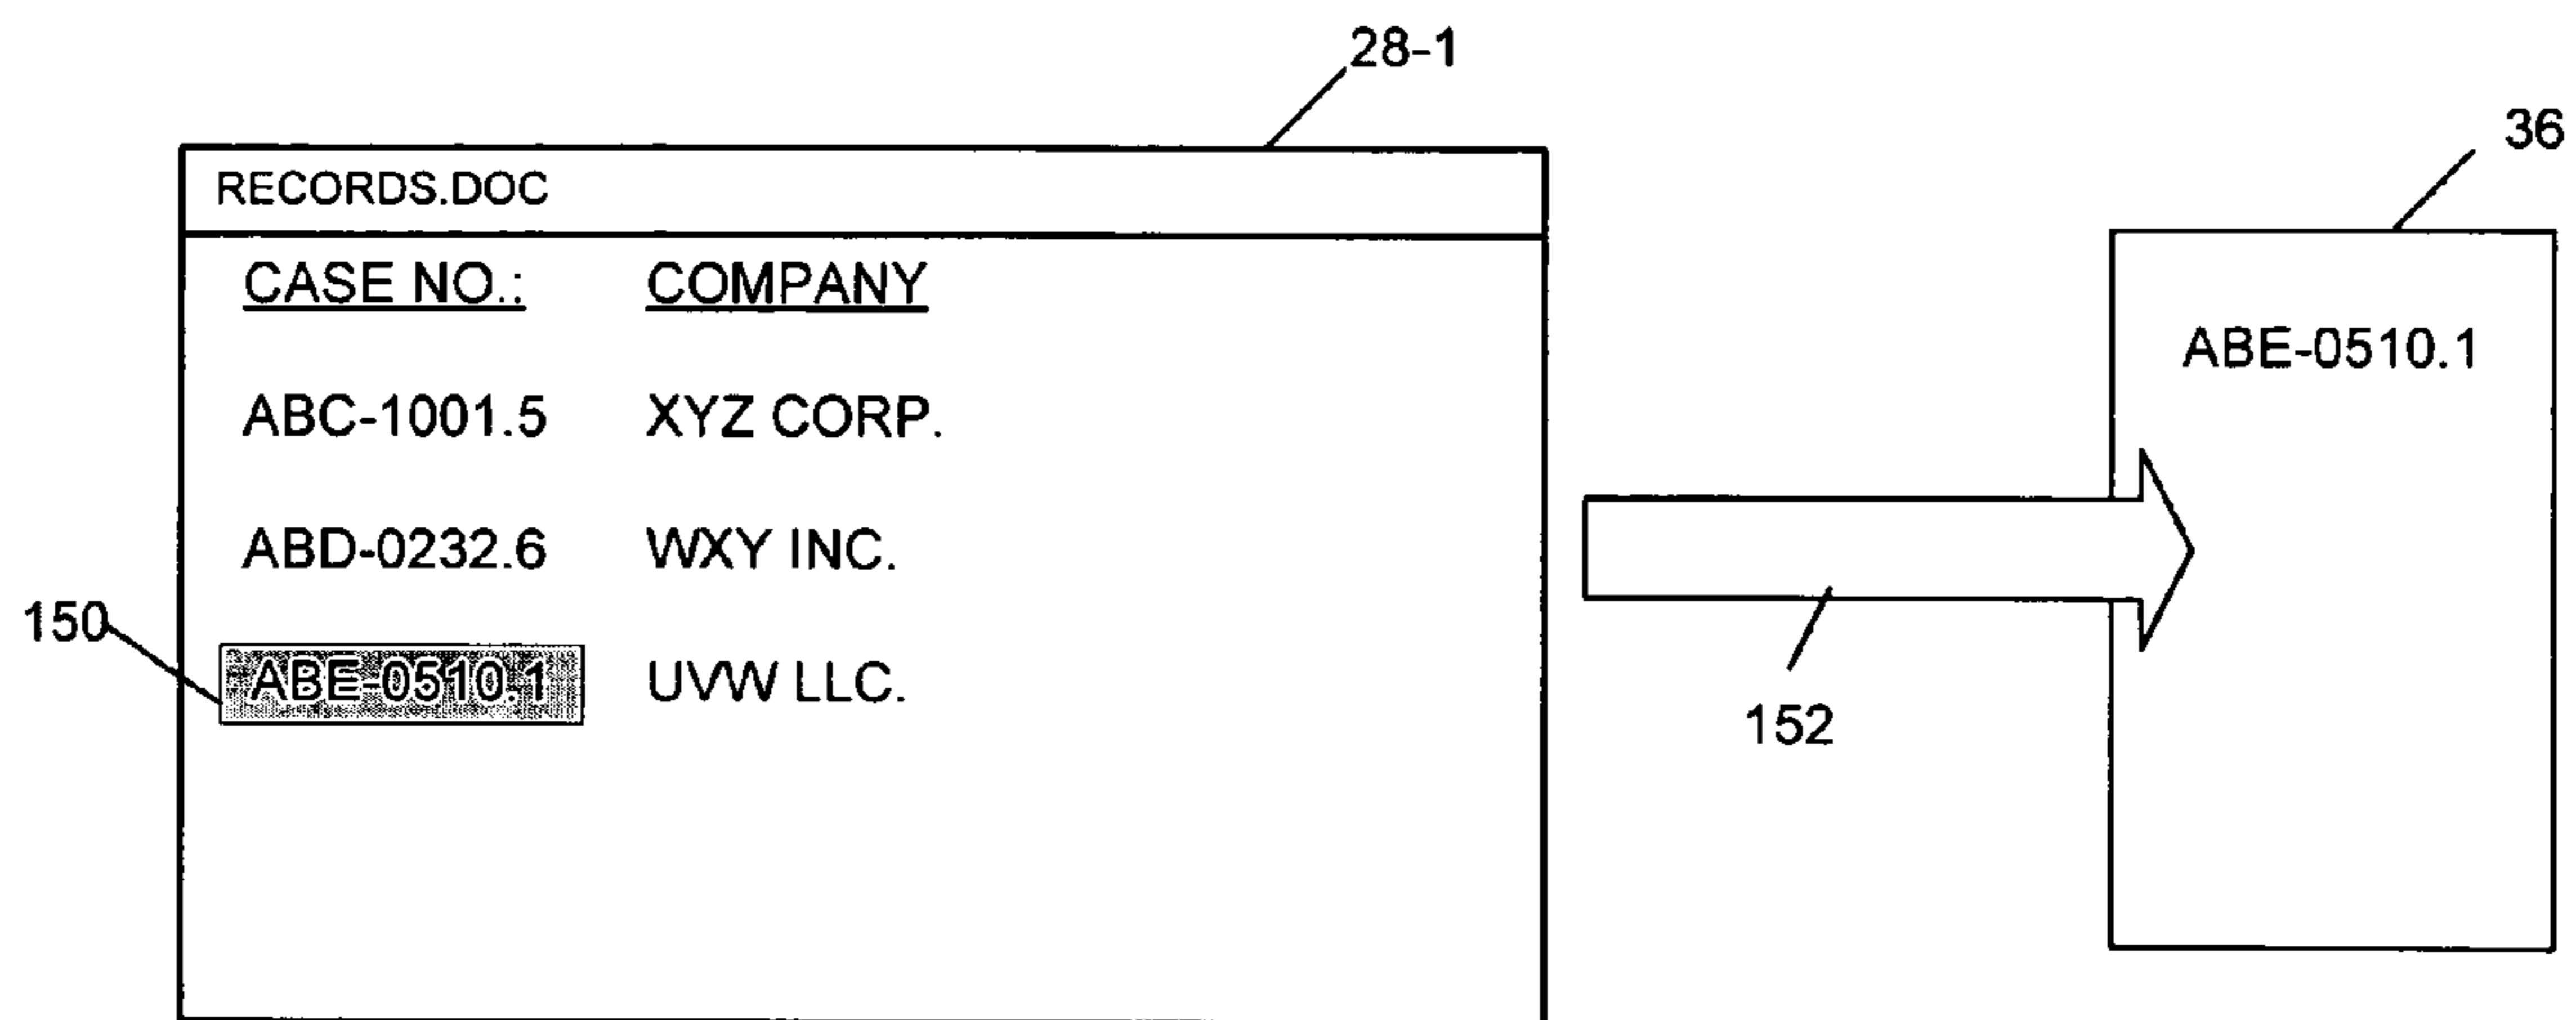 28-1
36
RECORDS.DOC
CASE NO.: COMPANY
ABE-0510.1
ABC-1001.5 XYZ CORP.
ABD-0232.6 WXY INC.
150
ABE-0510.1 UVW LLC.
152